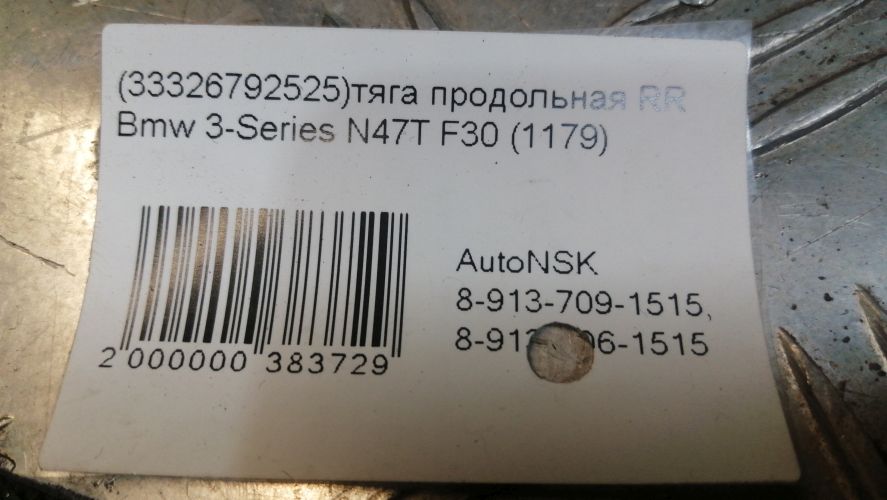 (33326792525)тяга продольная RR
Bmw 3-Series N47T F30 (1179)
AutoNSK
8-913-709-1515,
2 000000 383729